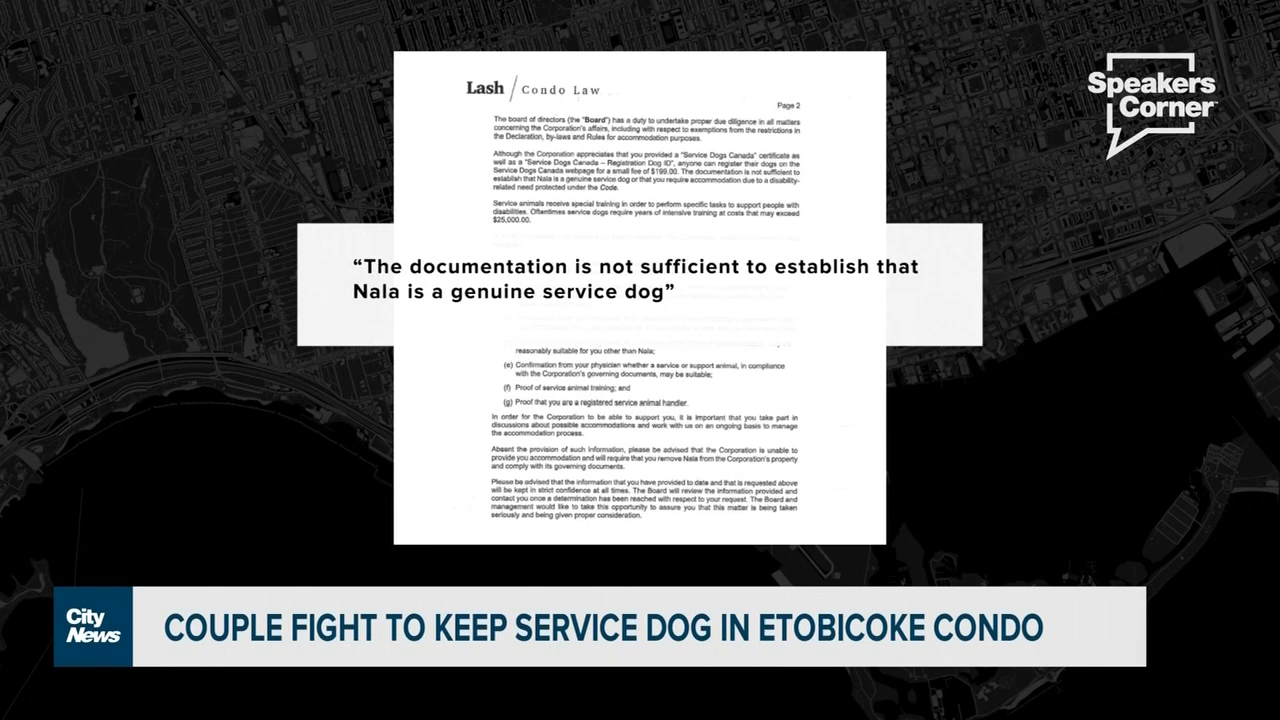 Speakers
Corner
Lash / Condo Law
Page 2
The board of directors (the "Board") has a duty to undertake proper due diligence in all matters
concerning the Corporation's affairs, including with respect to exemptions from the restrictions in
the Declaration, by-laws and Rules for accommodation purposes.
Although the Corporation appreciates that you provided a "Service Dogs Canada" certificate as
well as a "Service Dogs Canada – Registration Dog ID", anyone can register their dogs on the
Service Dogs Canada webpage for a small fee of $199.00. The documentation is not sufficient to
establish that Nala is a genuine service dog or that you require accommodation due to a disability-
related need protected under the Code.
Service animals receive special training in order to perform specific tasks to support people with
disabilities. Oftentimes service dogs require years of intensive training at costs that may exceed
$25,000.00.
“The documentation is not sufficient to establish that
Nala is a genuine service dog”
reasonably suitable for you other than Nala;
(e) Confirmation from your physician whether a service or support animal, in compliance
with the Corporation's governing documents, may be suitable;
(f) Proof of service animal training; and
(g) Proof that you are a registered service animal handler.
In order for the Corporation to be able to support you, it is important that you take part in
discussions about possible accommodations and work with us on an ongoing basis to manage
the accommodation process.
Absent the provision of such information, please be advised that the Corporation is unable to
provide you accommodation and will require that you remove Nala from the Corporation's property
and comply with its governing documents.
Please be advised that the information that you have provided to date and that is requested above
will be kept in strict confidence at all times. The Board will review the information provided and
contact you once a determination has been reached with respect to your request. The Board and
management would like to take this opportunity to assure you that this matter is being taken
seriously and being given proper consideration.
City
News
COUPLE FIGHT TO KEEP SERVICE DOG IN ETOBICOKE CONDO